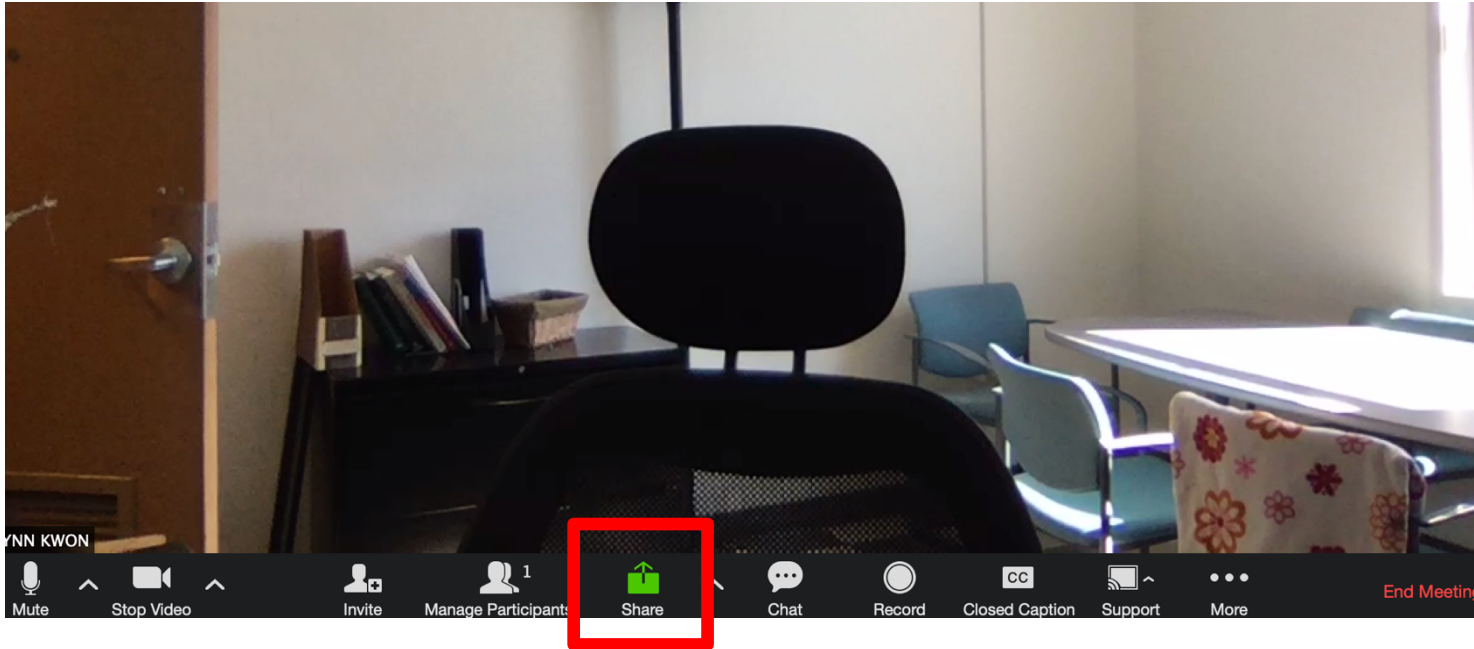 YNN KWON
1
Mute
Stop Video
Invite
Manage Participants
Share
Chat
CC
Record
Closed Caption
Support
More
End Meeting